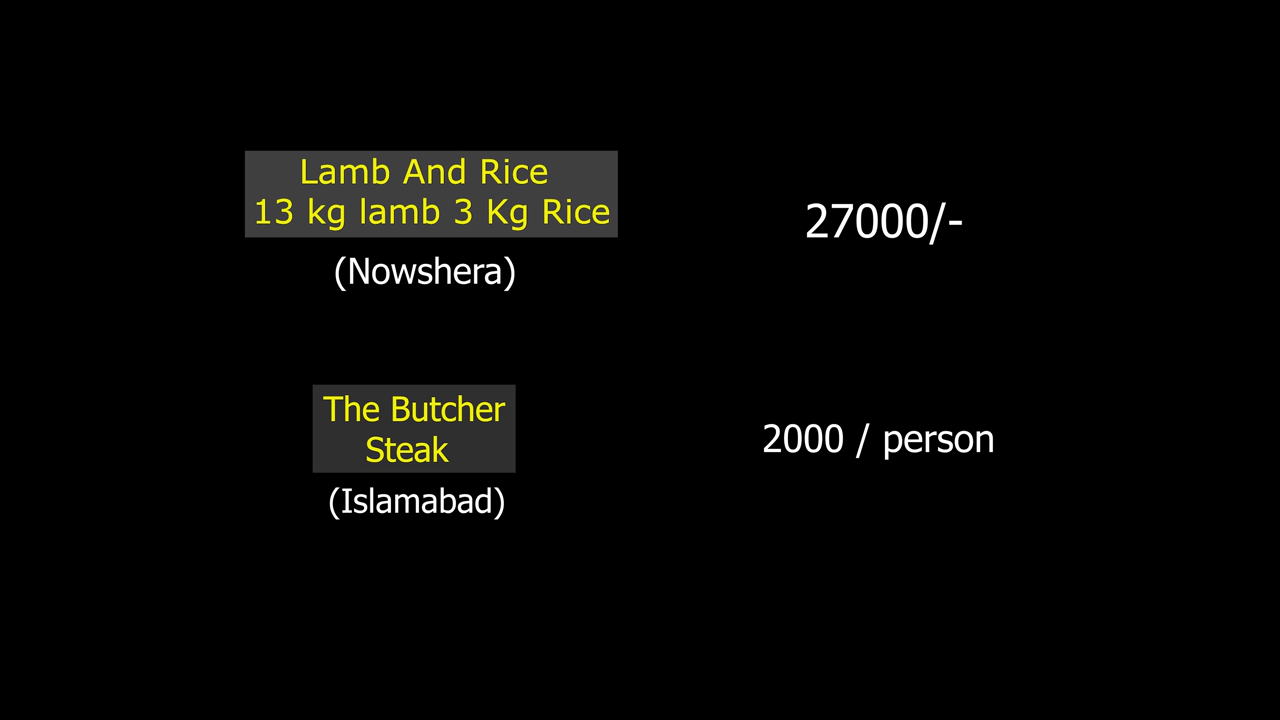 Lamb And Rice
13 kg lamb 3 Kg Rice
(Nowshera)
27000/-
The Butcher
Steak
(Islamabad)
2000 / person